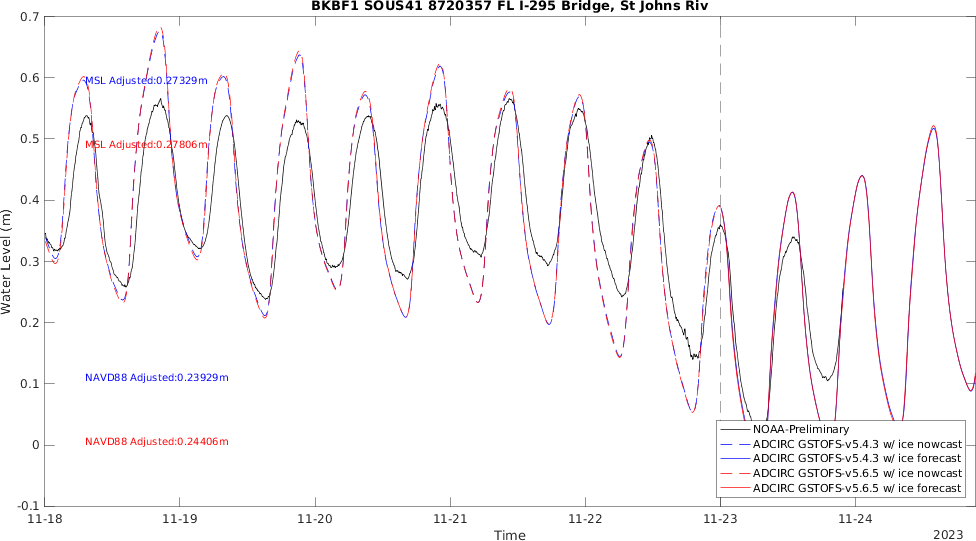 BKBF1 SOUS41 8720357 FL I-295 Bridge, St Johns Riv
0.7
0.6
0.5
0.4
0.3
0.2
0.1
0
-0.1
Water Level (m)
MSL Adjusted:0.27329m
MSL Adjusted:0.27806m
NAVD88 Adjusted:0.23929m
NAVD88 Adjusted:0.24406m
NOAA-Preliminary
ADCIRC GSTOFS-v5.4.3 w/ ice nowcast
ADCIRC GSTOFS-v5.4.3 w/ ice forecast
ADCIRC GSTOFS-v5.6.5 w/ ice nowcast
ADCIRC GSTOFS-v5.6.5 w/ ice forecast
11-18 11-19 11-20 11-21 11-22 11-23 11-24
Time
2023